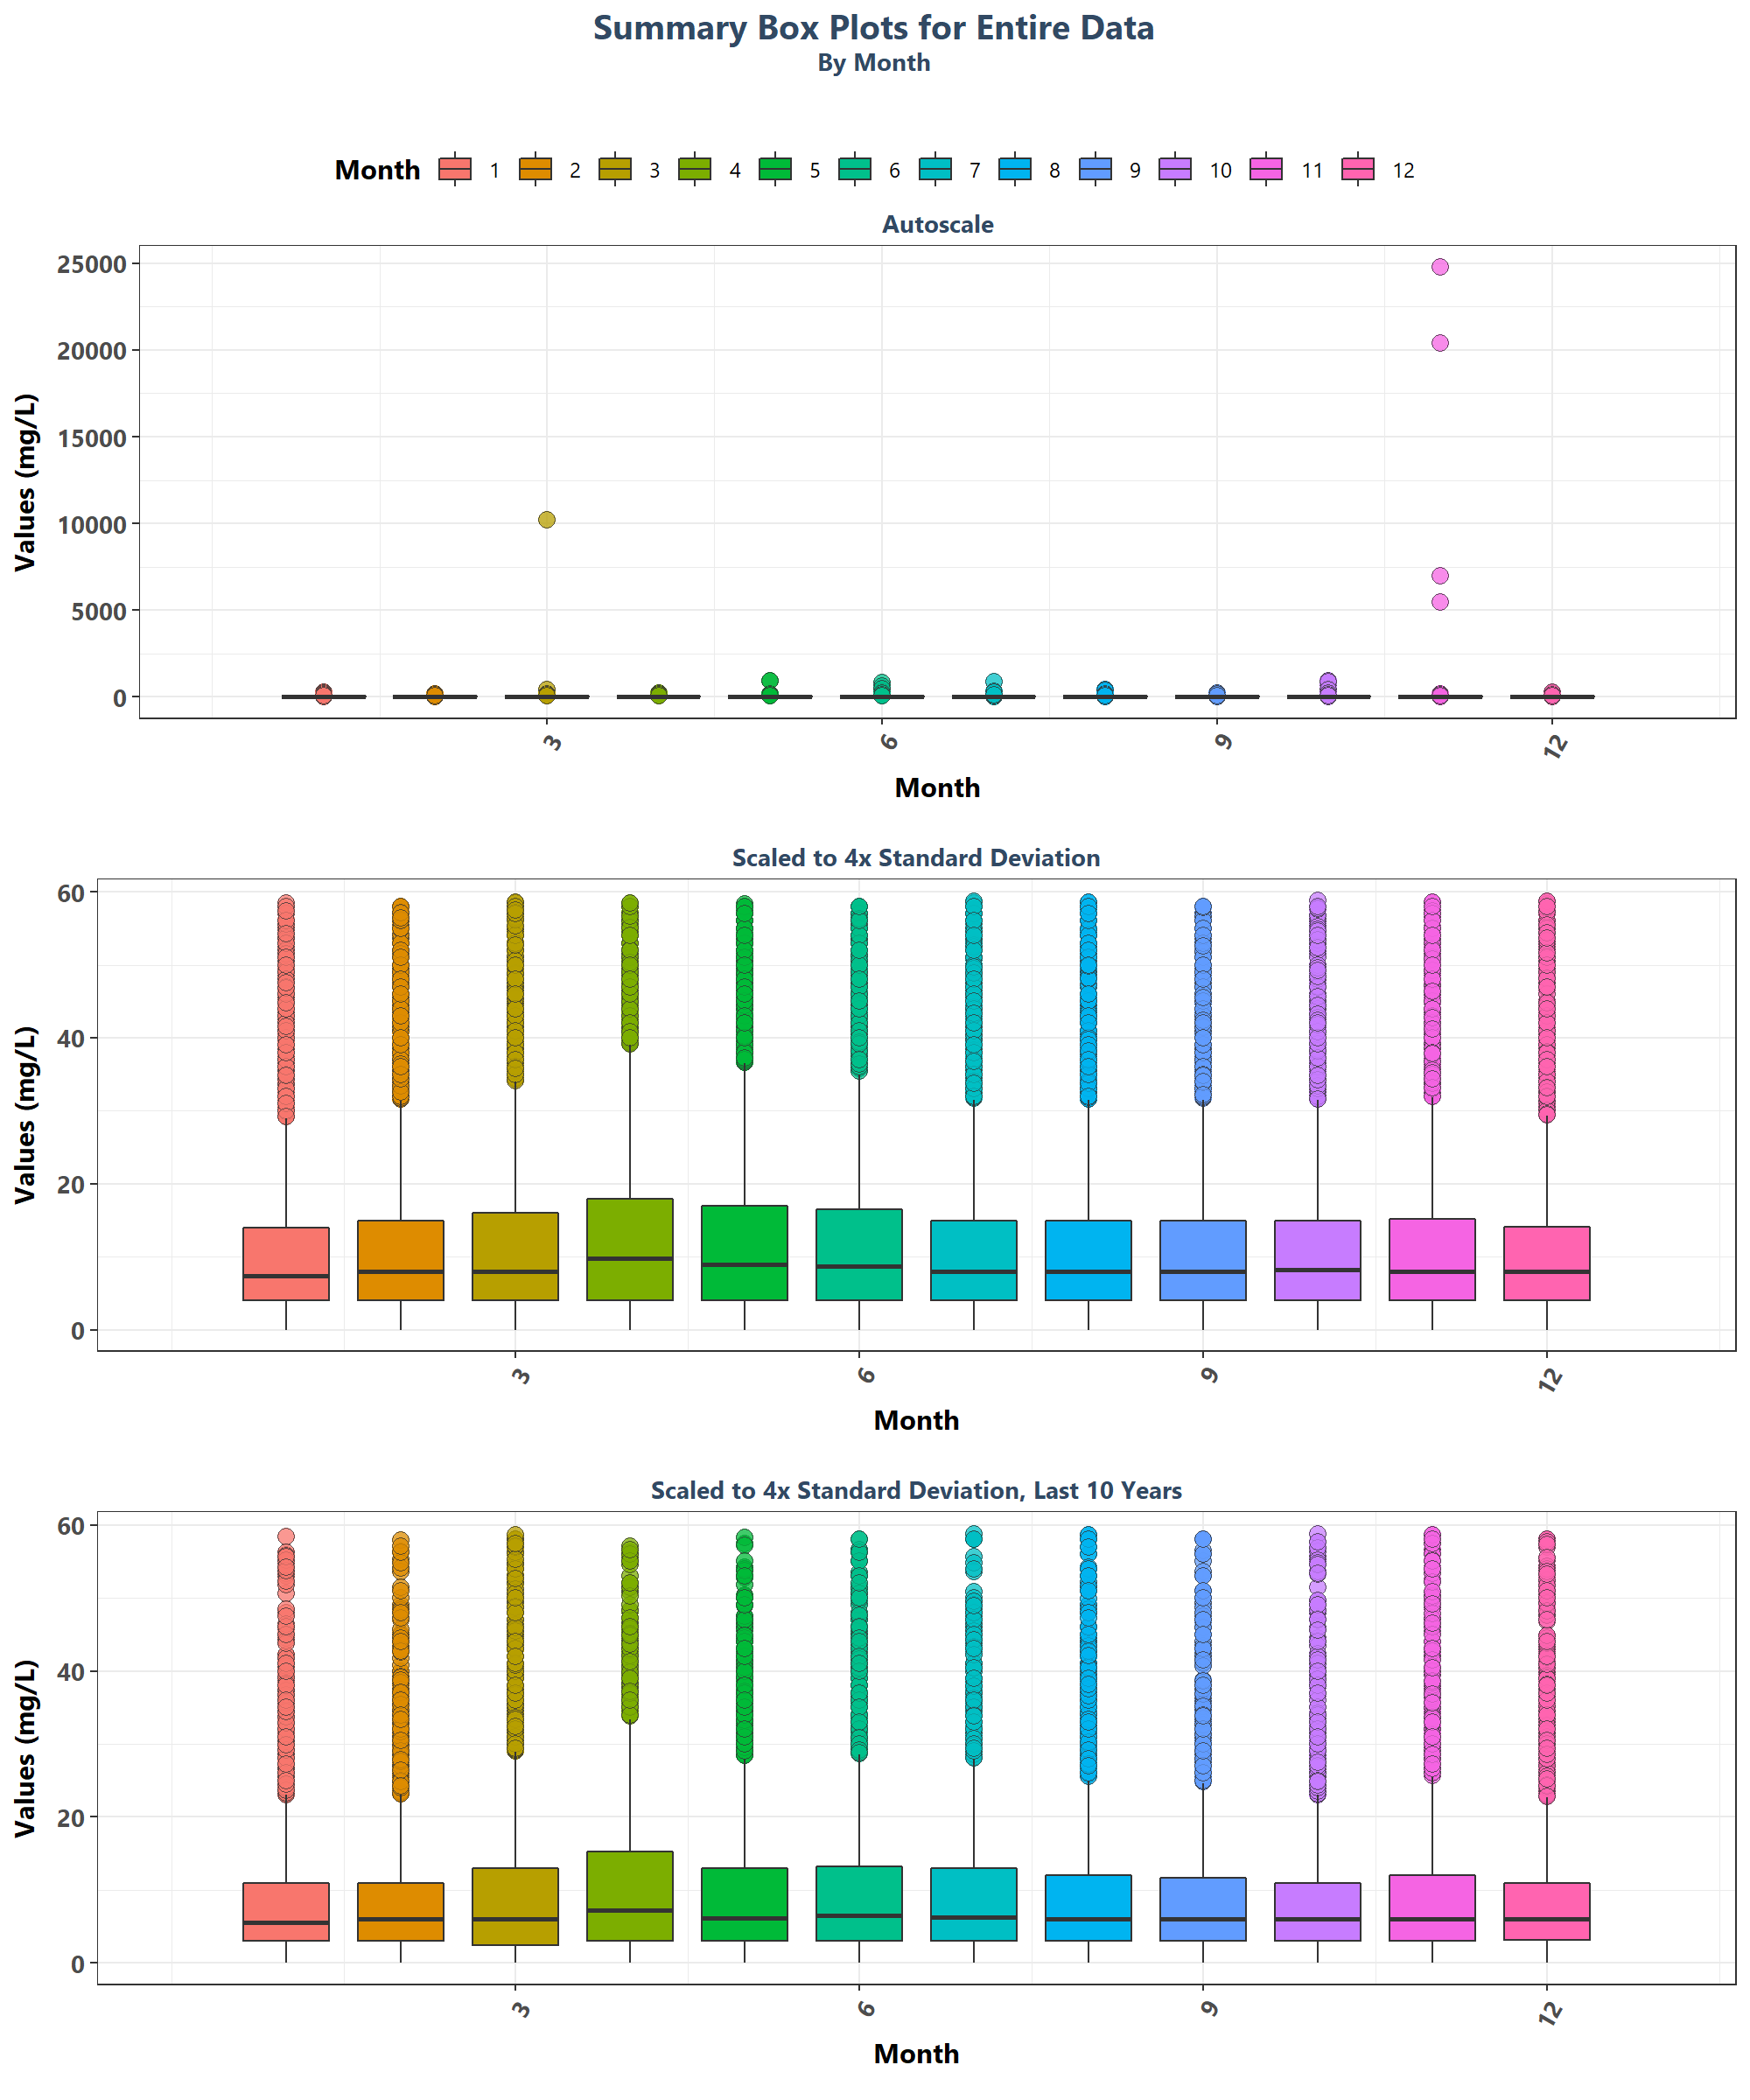 Summary Box Plots for Entire Data
By Month
Month 1 2 3 4 5 6 7 8 9 10 11 12
Autoscale
25000
20000
15000
10000
5000
0
Values (mg/L)
3 6 9 12
Month
Scaled to 4x Standard Deviation
60
40
20
0
Values (mg/L)
3 6 9 12
Month
Scaled to 4x Standard Deviation, Last 10 Years
60
40
20
0
Values (mg/L)
3 6 9 12
Month